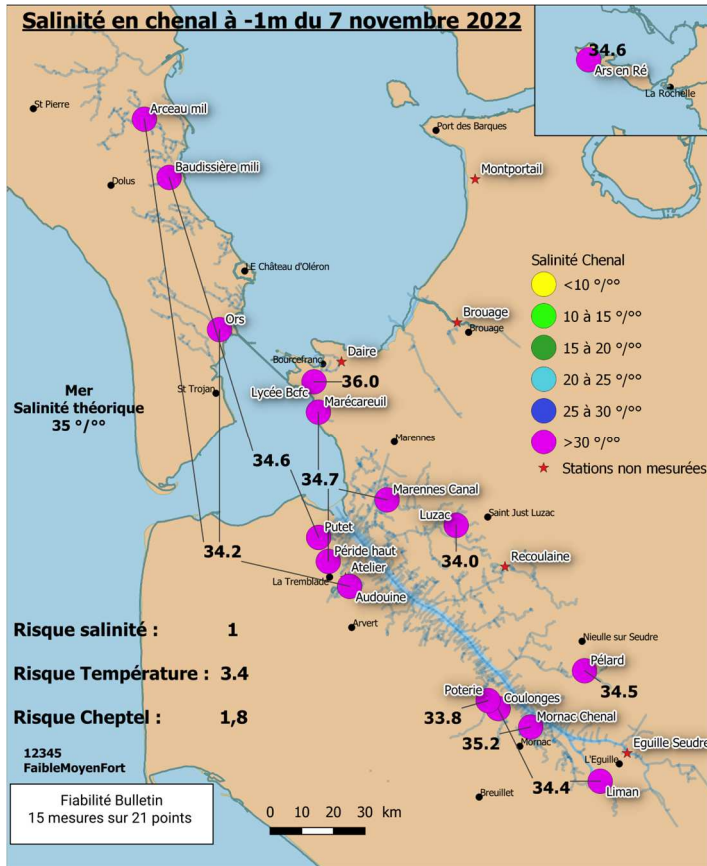 Salinité en chenal à -1m du 7 novembre 2022
34.6
Ars en Ré
La Rochelle
St Pierre
Arceau mil
Port des Barques
Baudissière mili
Dolus
Montportail
LE Château d'Oléron
Salinité Chenal
<10 °/°°
10 à 15 °/°°
15 à 20 °/°°
20 à 25 °/°°
25 à 30 °/°°
>30 °/°°
Stations non mesurées
Ors
Brouage
Brouage
Daire
Bourcefranc
36.0
Lycée Bcfc
Marécareuil
St Trojan
Mer
Salinité théorique
35 °/°°
Marennes
34.6
34.7
Marennes Canal
Luzac
Saint Just Luzac
Putet
34.2
Péride haut
34.0
Atelier
Recoulaine
La Tremblade
Audouine
Arvert
Risque salinité : 1
Nieulle sur Seudre
Risque Température : 3.4
Pélard
34.5
Poterie
Coulonges
33.8
Risque Cheptel : 1,8
Mornac Chenal
35.2
Mornac
Eguille Seudre
L'Eguille
12345
FaibleMoyenFort
34.4
Liman
Breuillet
Fiabilité Bulletin
15 mesures sur 21 points
0 10 20 30 km